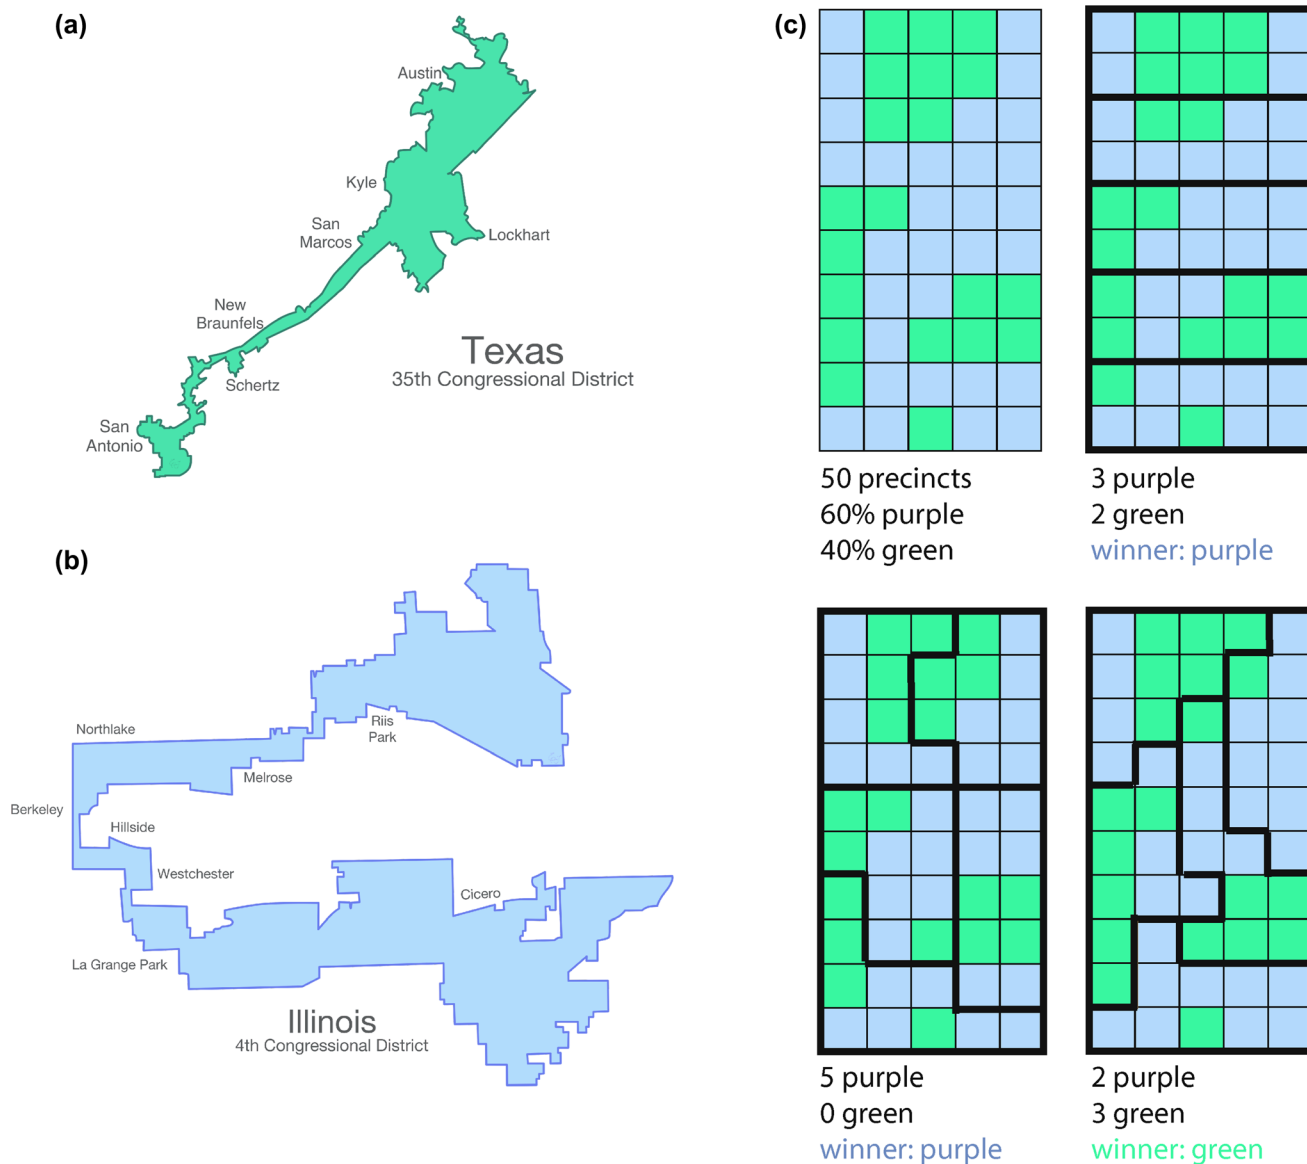 (a)
Austin
Kyle
San
Marcos
Lockhart
New
Braunfels
Schertz
San
Antonio
Texas
35th Congressional District
(b)
Northlake
Riis
Park
Melrose
Berkeley
Hillside
Westchester
Cicero
La Grange Park
Illinois
4th Congressional District
(c)
50 precincts
60% purple
40% green
3 purple
2 green
winner: purple
5 purple
0 green
winner: purple
2 purple
3 green
winner: green